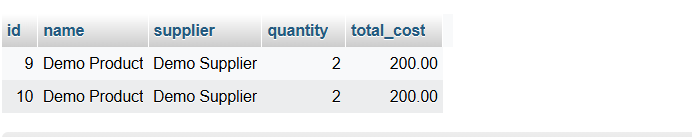 id name supplier quantity total_cost
9 Demo Product Demo Supplier 2 200.00
10 Demo Product Demo Supplier 2 200.00